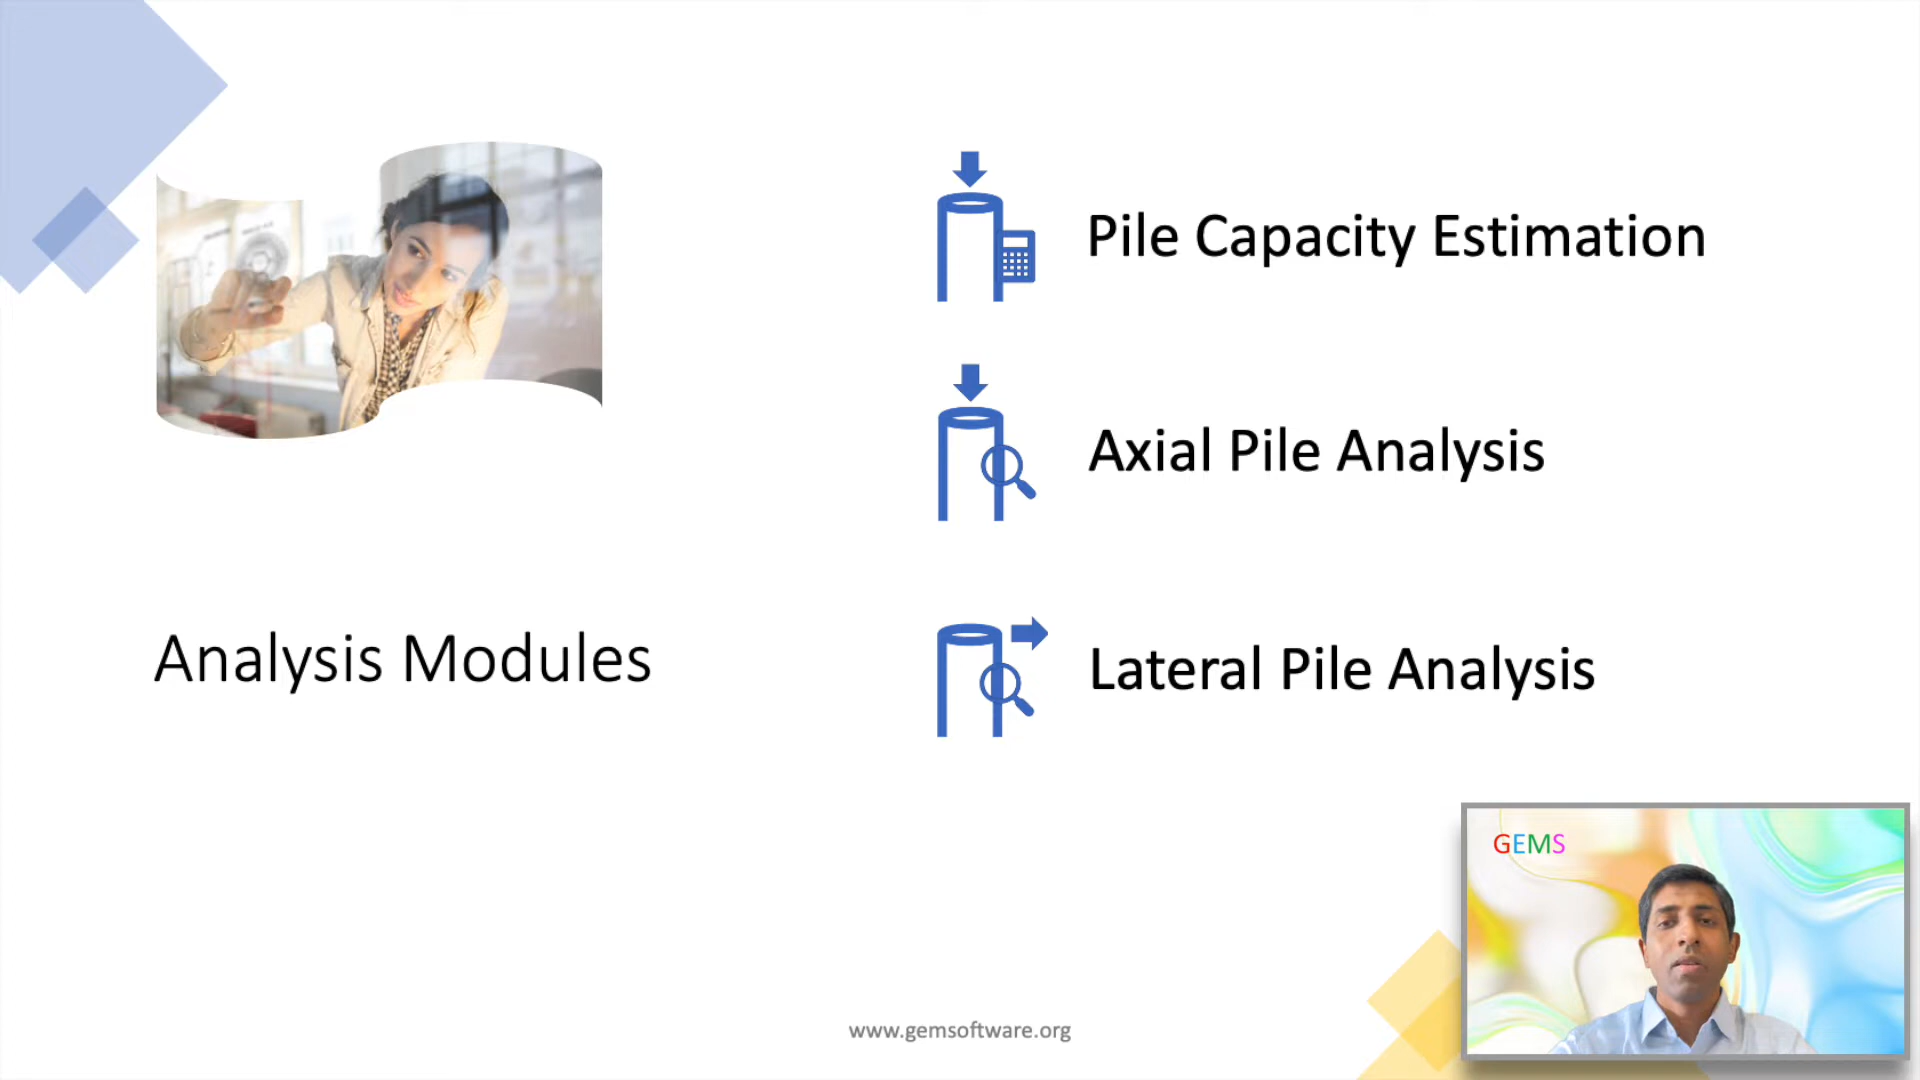 Pile Capacity Estimation
Axial Pile Analysis
Analysis Modules
Lateral Pile Analysis
GEMS
www.gemsoftware.org